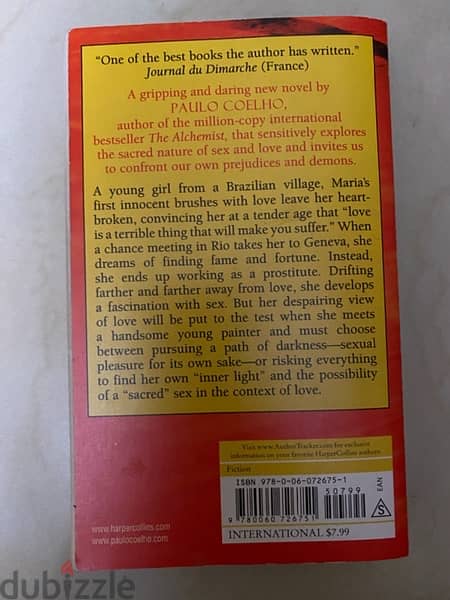 “One of the best books the author has written.”
Journal du Dimarche (France)
A gripping and daring new novel by
PAULO COELHO,
author of the million-copy international
bestseller The Alchemist, that sensitively explores
the sacred nature of sex and love and invites us
to confront our own prejudices and demons.
A young girl from a Brazilian village, Maria’s
first innocent brushes with love leave her heart-
broken, convincing her at a tender age that “love
is a terrible thing that will make you suffer.” When
a chance meeting in Rio takes her to Geneva, she
dreams of finding fame and fortune. Instead,
she ends up working as a prostitute. Drifting
farther and farther away from love, she develops
a fascination with sex. But her despairing view
of love will be put to the test when she meets
a handsome young painter and must choose
between pursuing a path of darkness—sexual
pleasure for its own sake—or risking everything
to find her own “inner light” and the possibility
of a “sacred” sex in the context of love.
Visit www.AuthorTracker.com for exclusive
information on your favorite HarperCollins authors.
Fiction
ISBN 978-0-06-072675-1
50799
EAN
S
9 780060 726751
INTERNATIONAL $7.99
www.harpercollins.com
www.paulocoelho.com
dubizzle